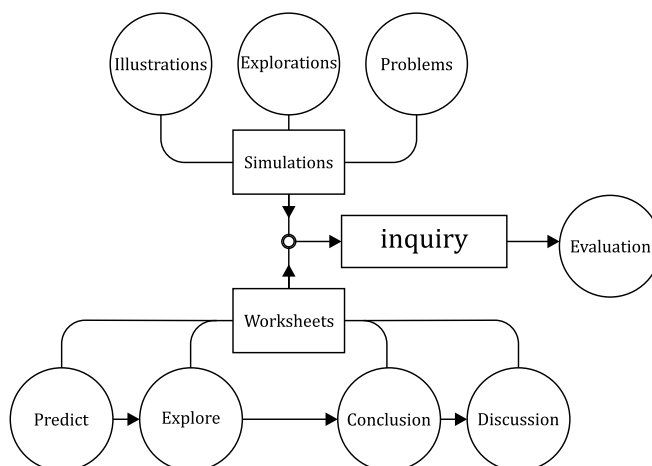 Illustrations
Explorations
Problems
Simulations
inquiry
Evaluation
Worksheets
Predict
Explore
Conclusion
Discussion